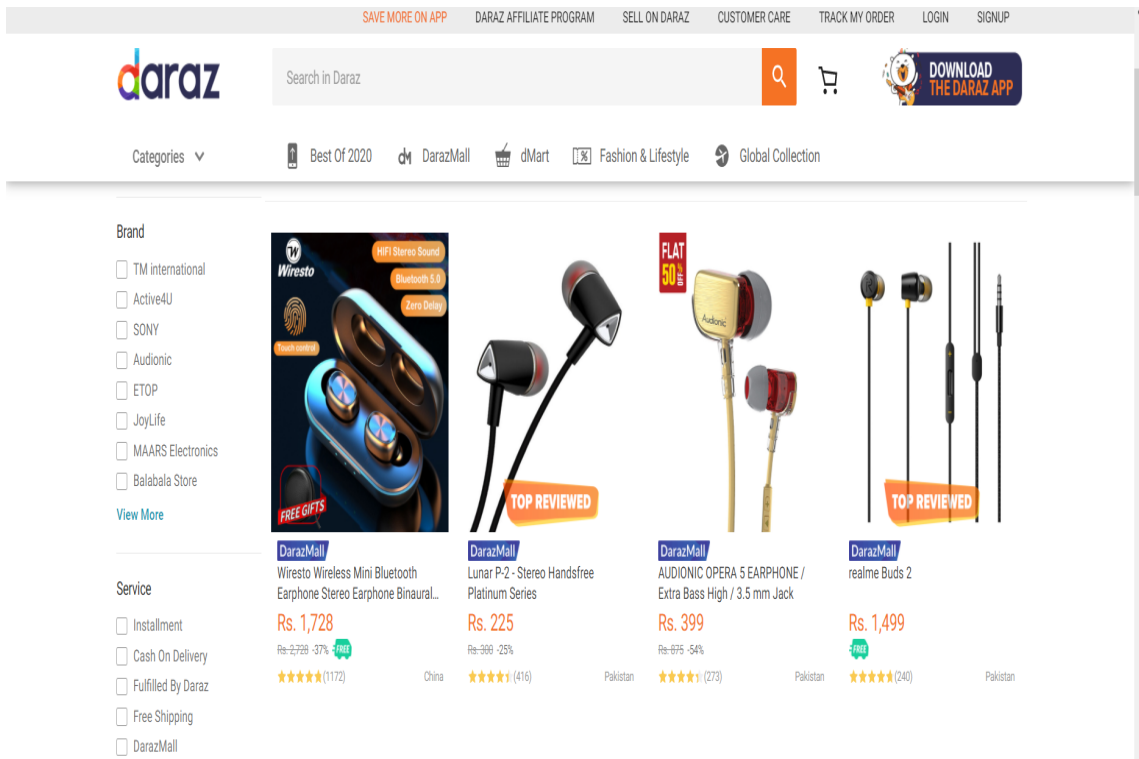 SAVE MORE ON APP DARAZ AFFILIATE PROGRAM SELL ON DARAZ CUSTOMER CARE TRACK MY ORDER LOGIN SIGNUP
daraz
Search in Daraz
DOWNLOAD
THE DARAZ APP
Categories
Best Of 2020
DarazMall
dMart
Fashion & Lifestyle
Global Collection
Brand
TM international
Active4U
SONY
Audionic
ETOP
JoyLife
MAARS Electronics
Balabala Store
View More
Service
Installment
Cash On Delivery
Fulfilled By Daraz
Free Shipping
DarazMall
Wiresto
HIFI Stereo Sound
Bluetooth 5.0
Zero Delay
Touch control
FREE GIFTS
DarazMall
Wiresto Wireless Mini Bluetooth
Earphone Stereo Earphone Binaural...
Rs. 1,728
Rs. 2,728 -37% FREE
(1172) China
TOP REVIEWED
DarazMall
Lunar P-2 - Stereo Handsfree
Platinum Series
Rs. 225
Rs. 300 -25%
(416) Pakistan
FLAT
50% OFF
Audionic
DarazMall
AUDIONIC OPERA 5 EARPHONE /
Extra Bass High / 3.5 mm Jack
Rs. 399
Rs. 875 -54%
(273) Pakistan
TOP REVIEWED
DarazMall
realme Buds 2
Rs. 1,499
FREE
(240) Pakistan